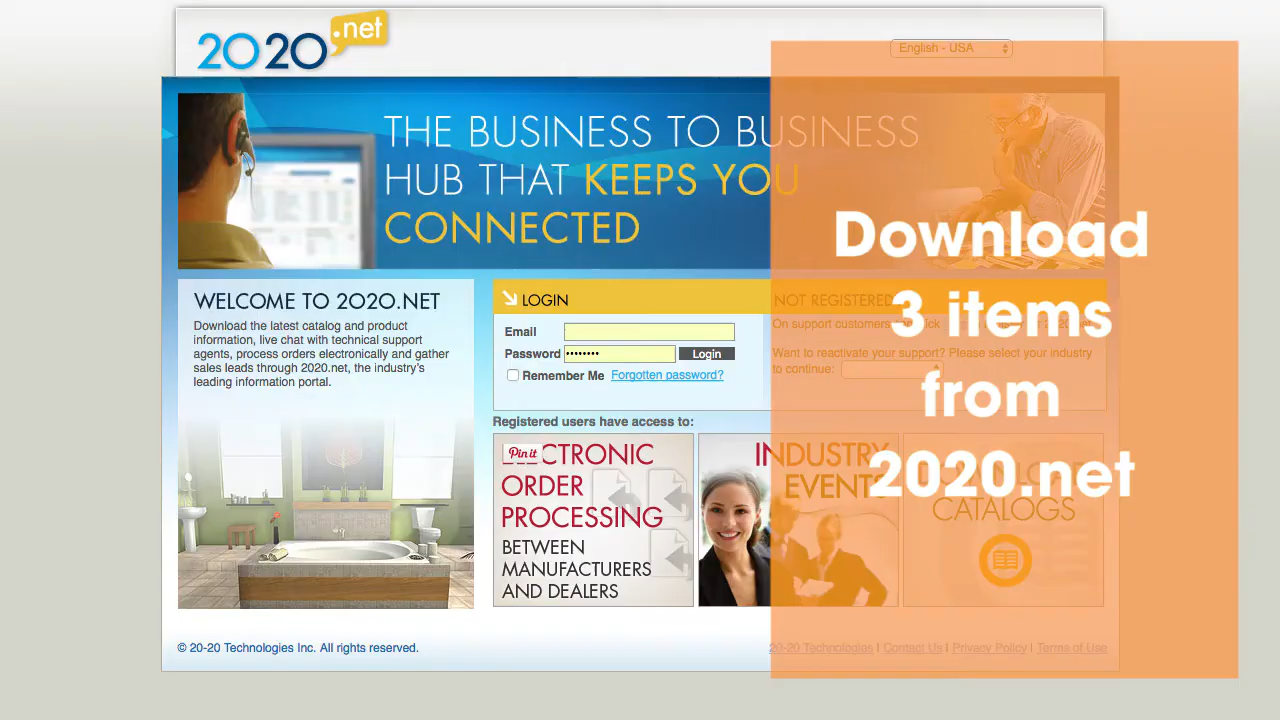 2020 .net
English - USA
THE BUSINESS TO BUSINESS
HUB THAT KEEPS YOU
CONNECTED
Download
3 items
from
2020.net
WELCOME TO 2020.NET
Download the latest catalog and product
information, live chat with technical support
agents, process orders electronically and gather
sales leads through 2020.net, the industry's
leading information portal.
LOGIN
Email
Password ••••••••
Login
Remember Me Forgotten password?
NOT REGISTERED
On support customers
Want to reactivate your support? Please select your industry
to continue:
Registered users have access to:
Pin it
CTRONIC
ORDER
PROCESSING
BETWEEN
MANUFACTURERS
AND DEALERS
INDUSTRY
EVENTS
DOWNLOAD
CATALOGS
© 20-20 Technologies Inc. All rights reserved.
20-20 Technologies | Contact Us | Privacy Policy | Terms of Use